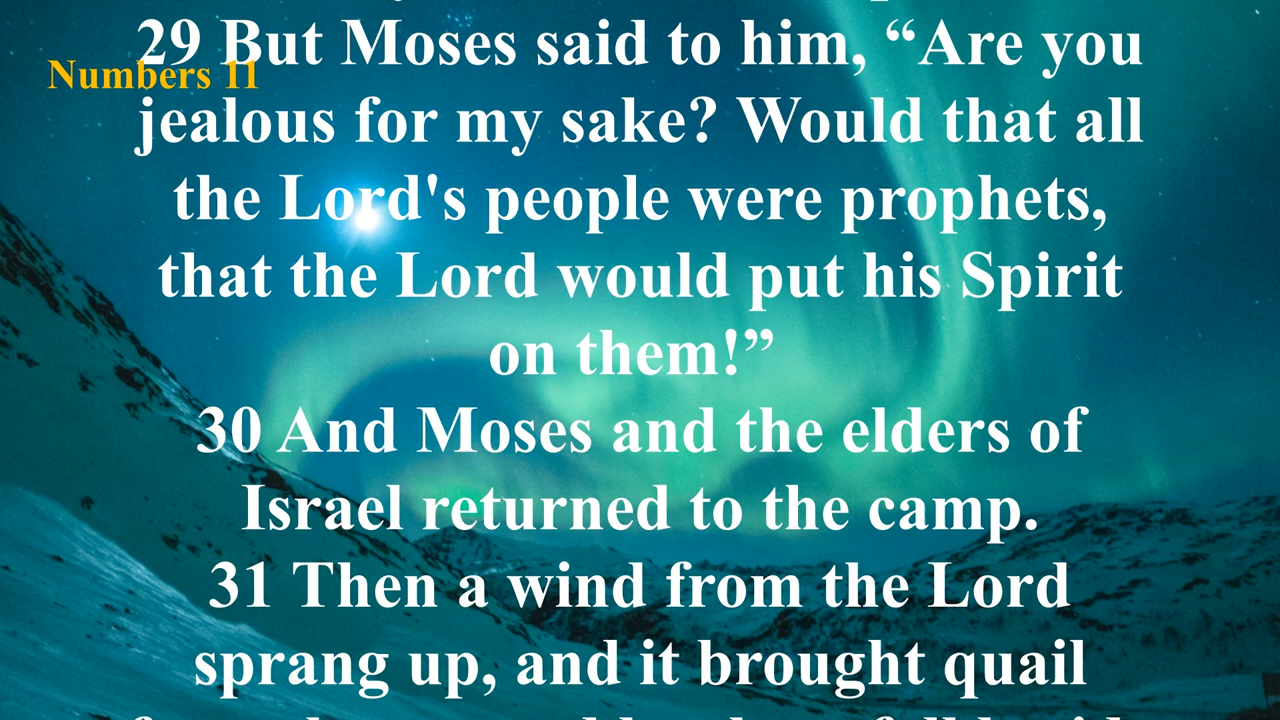 29 But Moses said to him, “Are you
Numbers 11
jealous for my sake? Would that all
the Lord's people were prophets,
that the Lord would put his Spirit
on them!”
30 And Moses and the elders of
Israel returned to the camp.
31 Then a wind from the Lord
sprang up, and it brought quail